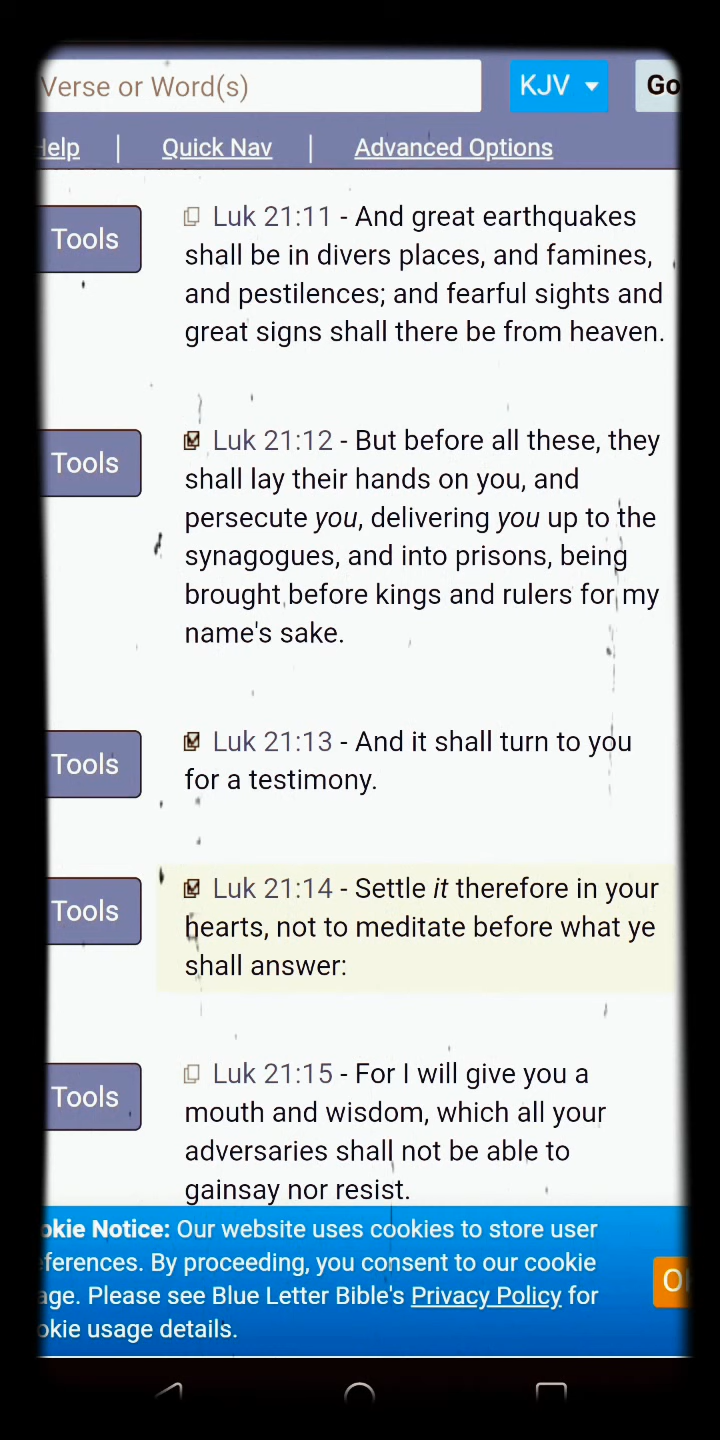 Verse or Word(s)
KJV
Go
Help | Quick Nav | Advanced Options
Tools
Luk 21:11 - And great earthquakes
shall be in divers places, and famines,
and pestilences; and fearful sights and
great signs shall there be from heaven.
Tools
Luk 21:12 - But before all these, they
shall lay their hands on you, and
persecute you, delivering you up to the
synagogues, and into prisons, being
brought before kings and rulers for my
name's sake.
Tools
Luk 21:13 - And it shall turn to you
for a testimony.
Tools
Luk 21:14 - Settle it therefore in your
hearts, not to meditate before what ye
shall answer:
Tools
Luk 21:15 - For I will give you a
mouth and wisdom, which all your
adversaries shall not be able to
gainsay nor resist.
okie Notice: Our website uses cookies to store user
ferences. By proceeding, you consent to our cookie
age. Please see Blue Letter Bible's Privacy Policy for
okie usage details.